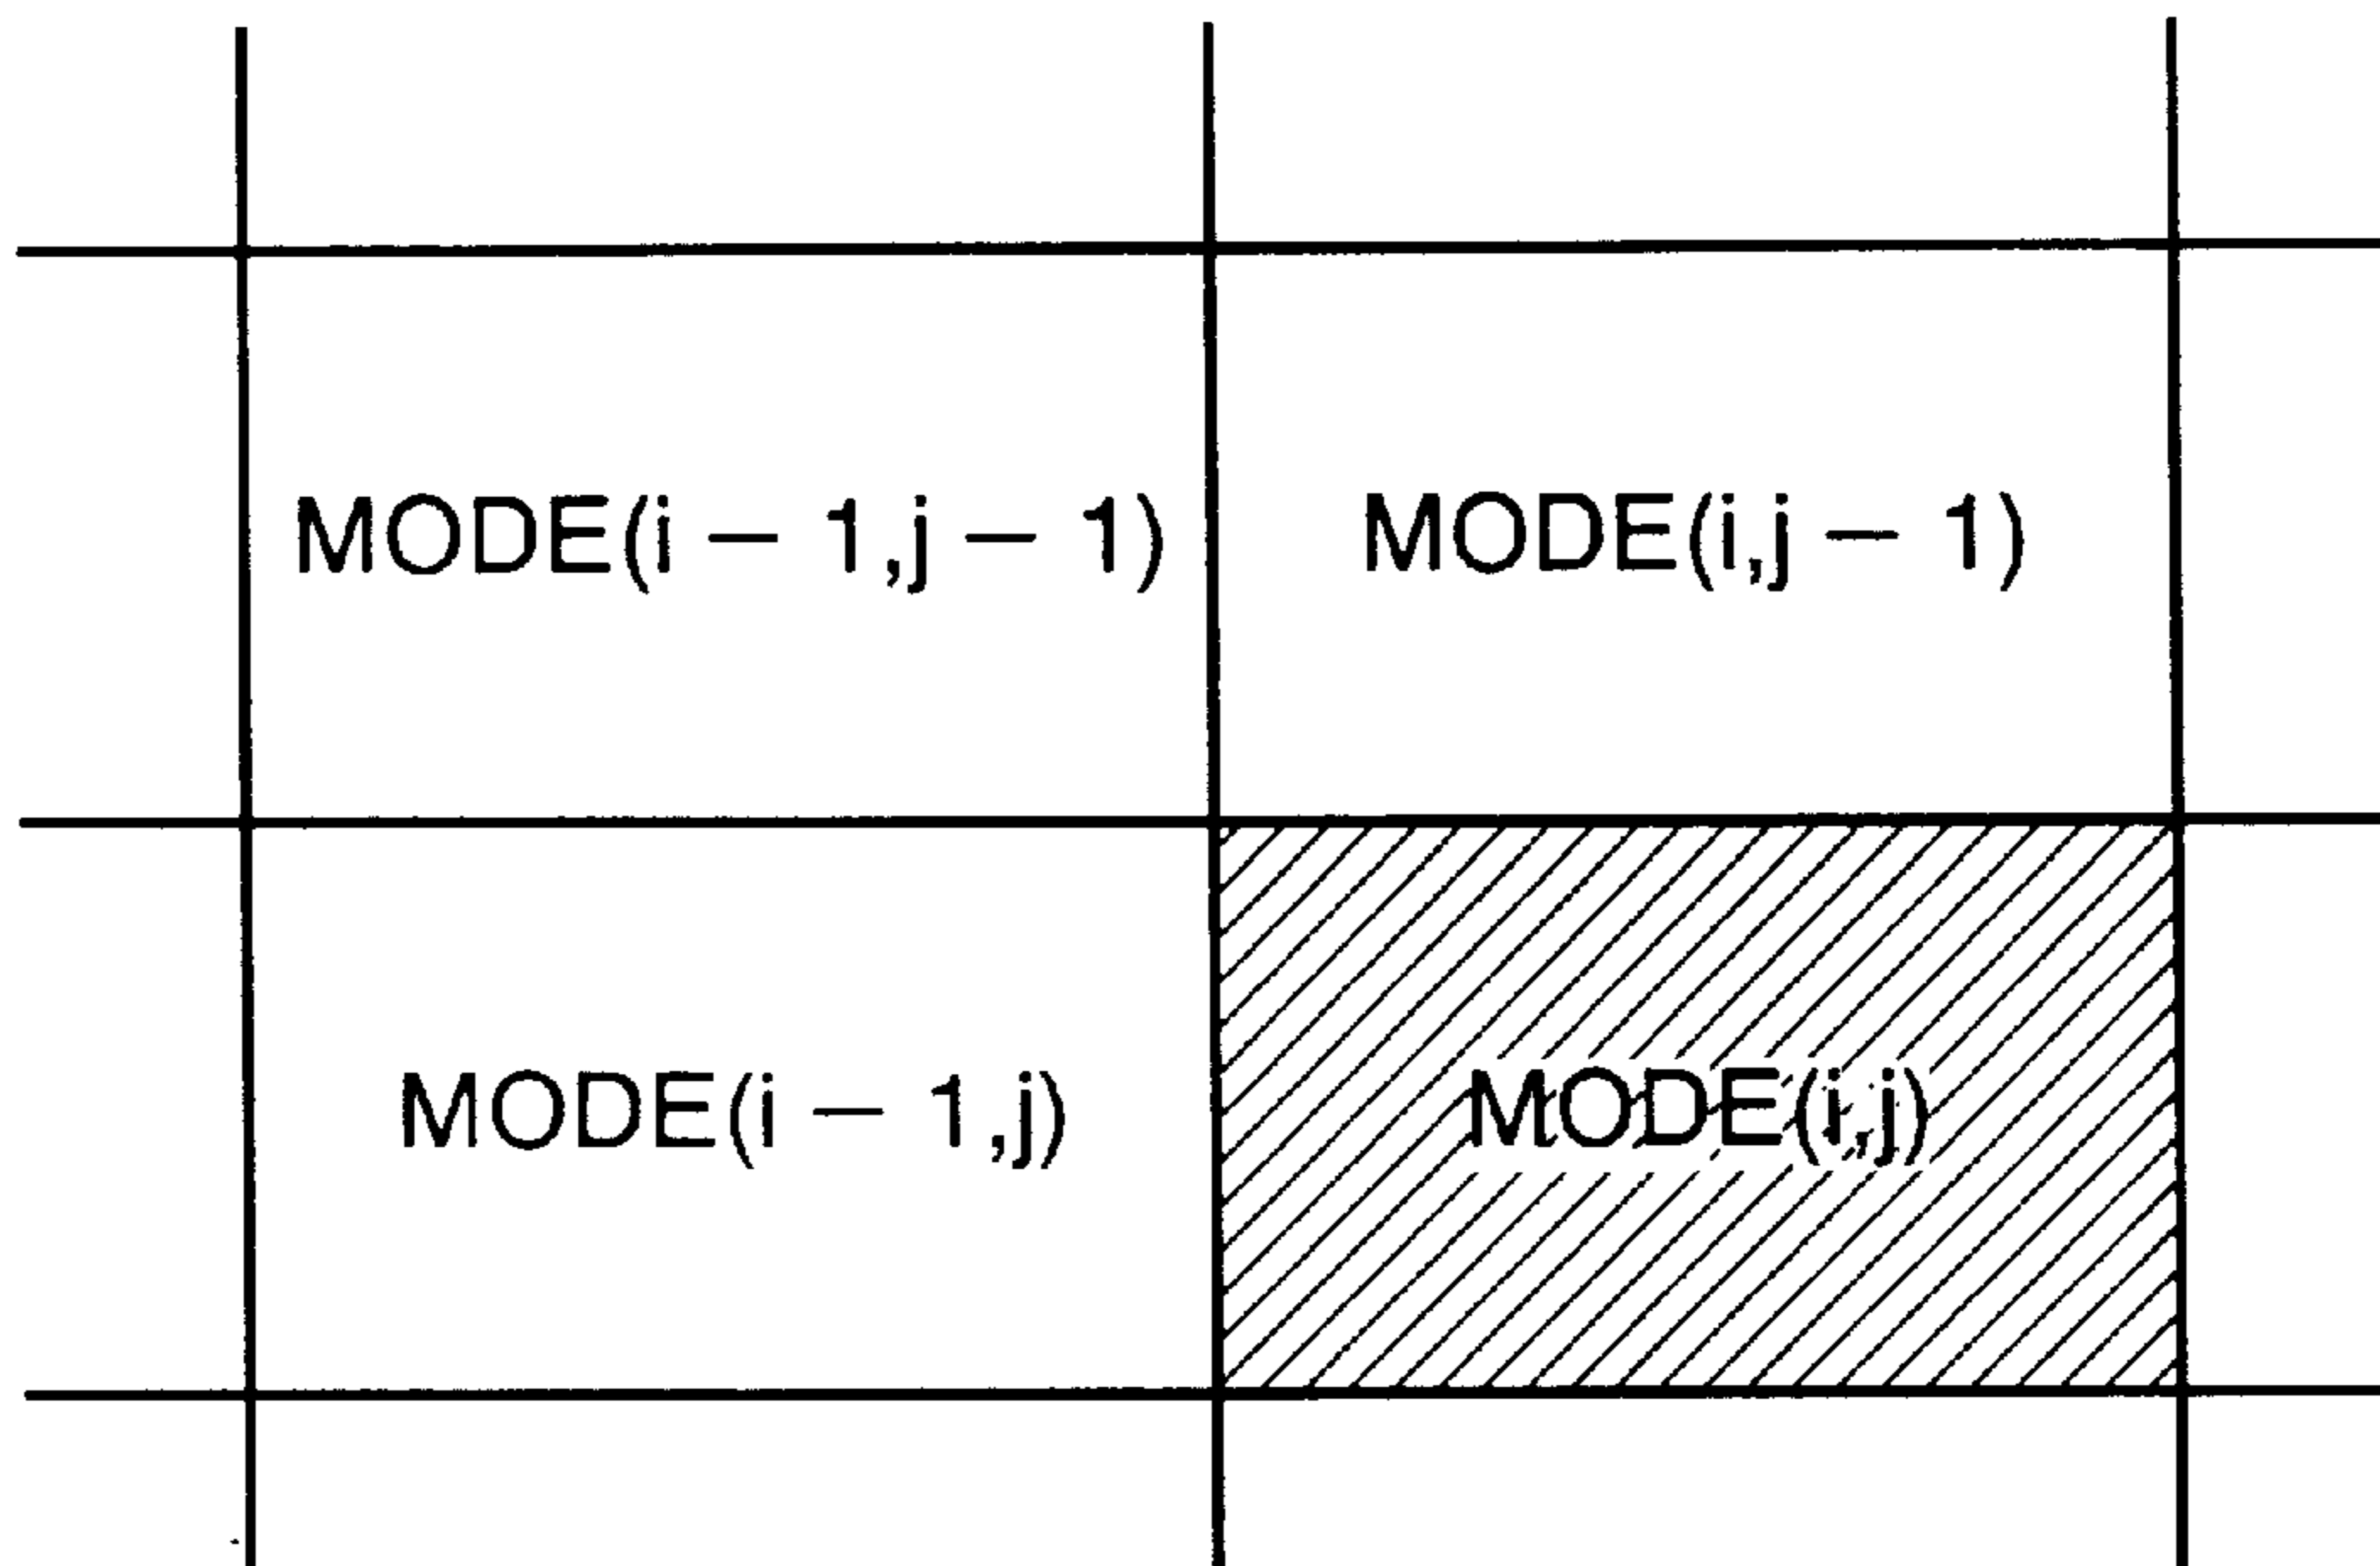 MODE(i — 1,j — 1) MODE(i,j — 1)
MODE(i — 1,j) MODE(i,j)